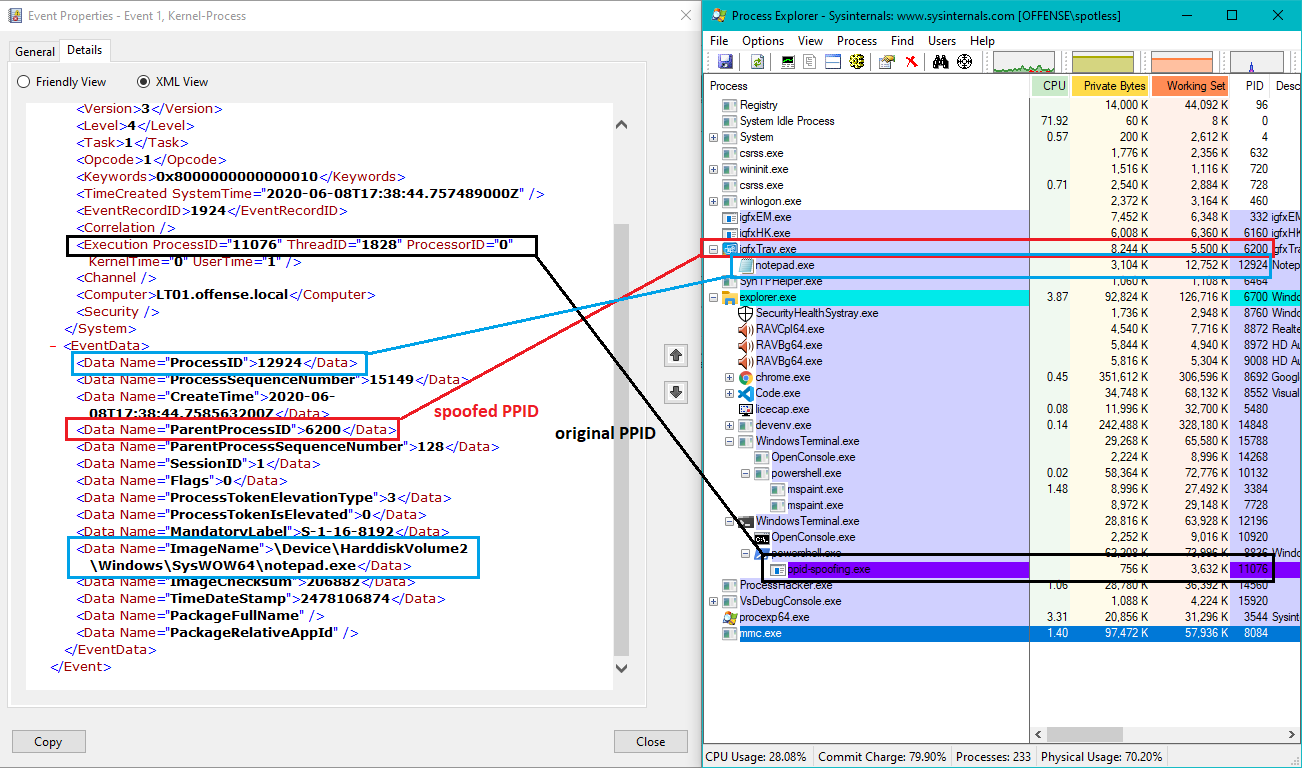 Event Properties - Event 1, Kernel-Process
General Details
Friendly View XML View
<Version>3</Version>
<Level>4</Level>
<Task>1</Task>
<Opcode>1</Opcode>
<Keywords>0x8000000000000010</Keywords>
<TimeCreated SystemTime="2020-06-08T17:38:44.757489000Z" />
<EventRecordID>1924</EventRecordID>
<Correlation />
<Execution ProcessID="11076" ThreadID="1828" ProcessorID="0"
KernelTime="0" UserTime="1" />
<Channel />
<Computer>LT01.offense.local</Computer>
<Security />
</System>
- <EventData>
<Data Name="ProcessID">12924</Data>
<Data Name="ProcessSequenceNumber">15149</Data>
<Data Name="CreateTime">2020-06-
08T17:38:44.758563200Z</Data>
<Data Name="ParentProcessID">6200</Data>
<Data Name="ParentProcessSequenceNumber">128</Data>
<Data Name="SessionID">1</Data>
<Data Name="Flags">0</Data>
<Data Name="ProcessTokenElevationType">3</Data>
<Data Name="ProcessTokenIsElevated">0</Data>
<Data Name="MandatoryLabel">S-1-16-8192</Data>
<Data Name="ImageName">\Device\HarddiskVolume2
\Windows\SysWOW64\notepad.exe</Data>
<Data Name="ImageChecksum">206882</Data>
<Data Name="TimeDateStamp">2478106874</Data>
<Data Name="PackageFullName" />
<Data Name="PackageRelativeAppId" />
</EventData>
</Event>
spoofed PPID
original PPID
Copy Close
Process Explorer - Sysinternals: www.sysinternals.com [OFFENSE\spotless]
File Options View Process Find Users Help
Process CPU Private Bytes Working Set PID Desc
Registry 14,000 K 44,092 K 96
System Idle Process 71.92 60 K 8 K 0
System 0.57 200 K 2,612 K 4
csrss.exe 1,776 K 2,356 K 632
wininit.exe 1,516 K 1,116 K 720
csrss.exe 0.71 2,540 K 2,884 K 728
winlogon.exe 2,372 K 3,164 K 460
igfxEM.exe 7,452 K 6,348 K 332 igfxEM
igfxHK.exe 6,008 K 6,360 K 6160 igfxHK
igfxTray.exe 8,244 K 5,500 K 6200 igfxTra
notepad.exe 3,104 K 12,752 K 12924 Notep
SynTPHelper.exe 1,060 K 1,108 K 6464
explorer.exe 3.87 92,824 K 126,716 K 6700 Windo
SecurityHealthSystray.exe 1,736 K 2,948 K 8760 Windo
RAVCpl64.exe 4,540 K 7,716 K 8872 Realte
RAVBg64.exe 5,844 K 4,940 K 8972 HD Au
RAVBg64.exe 5,816 K 5,304 K 9008 HD Au
chrome.exe 0.45 351,612 K 306,596 K 8692 Google
Code.exe 34,748 K 68,132 K 8552 Visual
licecap.exe 0.08 11,996 K 32,700 K 5480
devenv.exe 0.14 242,488 K 328,180 K 14848
WindowsTerminal.exe 29,268 K 65,580 K 15788
OpenConsole.exe 2,224 K 8,996 K 14268
powershell.exe 0.02 58,364 K 72,776 K 10132
mspaint.exe 1.48 8,996 K 27,492 K 3384
mspaint.exe 8,972 K 29,148 K 7728
WindowsTerminal.exe 28,816 K 63,928 K 12196
OpenConsole.exe 2,252 K 9,016 K 10920
powershell.exe 62,208 K 73,996 K 8836 Windo
ppid-spoofing.exe 756 K 3,632 K 11076
ProcessHacker.exe 1.06 28,780 K 36,392 K 14560
VsDebugConsole.exe 1,088 K 4,224 K 15920
procexp64.exe 3.31 20,856 K 31,296 K 3544 Sysint
mmc.exe 1.40 97,472 K 57,936 K 8084
CPU Usage: 28.08% Commit Charge: 79.90% Processes: 233 Physical Usage: 70.20%